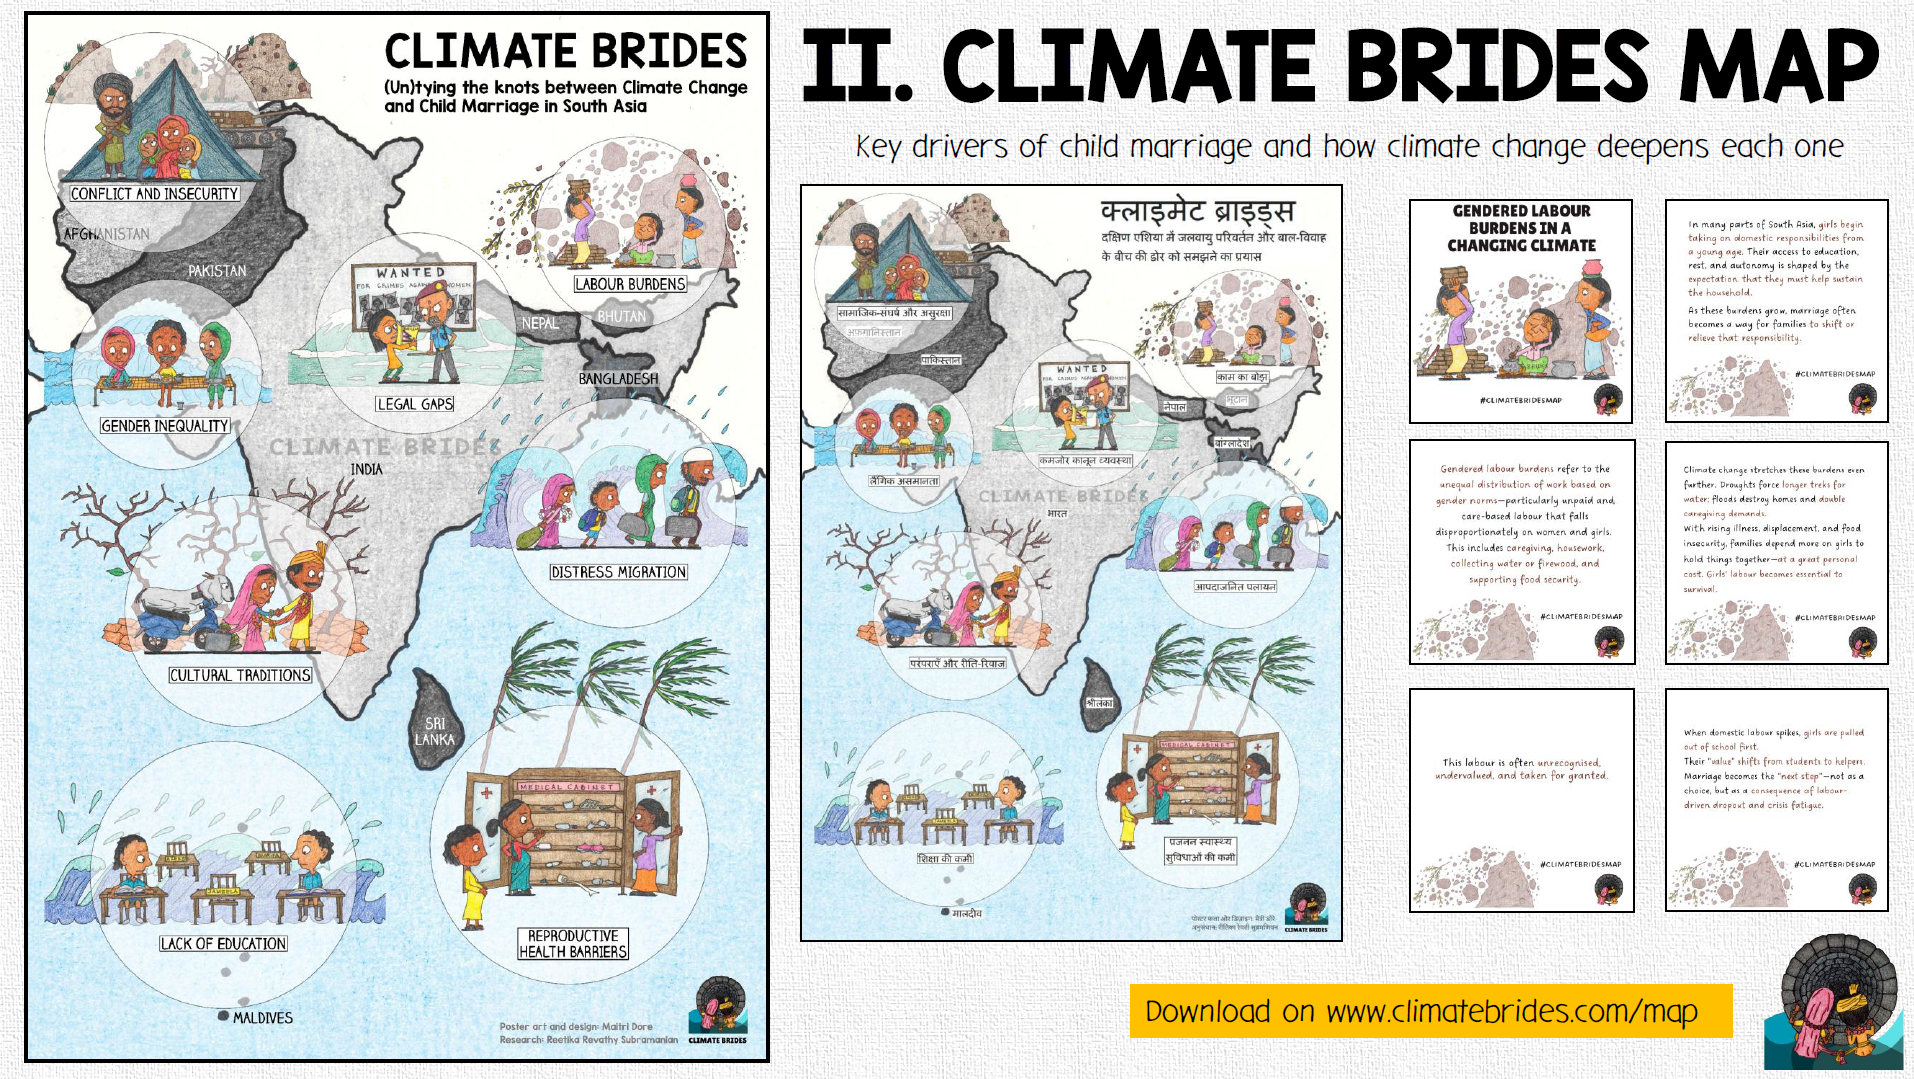 CLIMATE BRIDES
(Un)tying the knots between Climate Change
and Child Marriage in South Asia
CONFLICT AND INSECURITY
AFGHANISTAN
PAKISTAN
WANTED
FOR CRIMES AGAINST WOMEN
LABOUR BURDENS
NEPAL
BHUTAN
BANGLADESH
LEGAL GAPS
GENDER INEQUALITY
CLIMATE BRIDES
INDIA
DISTRESS MIGRATION
CULTURAL TRADITIONS
SRI
LANKA
MEDICAL CABINET
JAMEELA
LACK OF EDUCATION
REPRODUCTIVE
HEALTH BARRIERS
MALDIVES
Poster art and design: Maitri Dore
Research: Reetika Revathy Subramanian
CLIMATE BRIDES
II. CLIMATE BRIDES MAP
Key drivers of child marriage and how climate change deepens each one
क्लाइमेट ब्राइड्स
दक्षिण एशिया में जलवायु परिवर्तन और बाल-विवाह
के बीच की डोर को समझने का प्रयास
सामाजिक-संघर्ष और असुरक्षा
अफ़ग़ानिस्तान
पाकिस्तान
WANTED
FOR CRIMES AGAINST WOMEN
काम का बोझ
नेपाल
भूटान
बांग्लादेश
कमजोर कानून व्यवस्था
लैंगिक असमानता
CLIMATE BRIDES
भारत
आपदाजनित पलायन
परंपराएँ और रीति-रिवाज
श्रीलंका
MEDICAL CABINET
शिक्षा की कमी
प्रजनन स्वास्थ्य
सुविधाओं की कमी
मालदीव
CLIMATE BRIDES
GENDERED LABOUR
BURDENS IN A
CHANGING CLIMATE
#CLIMATEBRIDESMAP
In many parts of South Asia, girls begin
taking on domestic responsibilities from
a young age. Their access to education,
rest, and autonomy is shaped by the
expectation that they must help sustain
the household.
As these burdens grow, marriage often
becomes a way for families to shift or
relieve that responsibility.
#CLIMATEBRIDESMAP
Gendered labour burdens refer to the
unequal distribution of work based on
gender norms—particularly unpaid and,
care-based labour that falls
disproportionately on women and girls.
This includes caregiving, housework,
collecting water or firewood, and
supporting food security.
#CLIMATEBRIDESMAP
Climate change stretches these burdens even
further. Droughts force longer treks for
water; floods destroy homes and double
caregiving demands.
With rising illness, displacement, and food
insecurity, families depend more on girls to
hold things together—at a great personal
cost. Girls' labour becomes essential to
survival.
#CLIMATEBRIDESMAP
This labour is often unrecognised,
undervalued, and taken for granted.
#CLIMATEBRIDESMAP
When domestic labour spikes, girls are pulled
out of school first.
Their "value" shifts from students to helpers.
Marriage becomes the "next step"—not as a
choice, but as a consequence of labour-
driven dropout and crisis fatigue.
#CLIMATEBRIDESMAP
Download on www.climatebrides.com/map